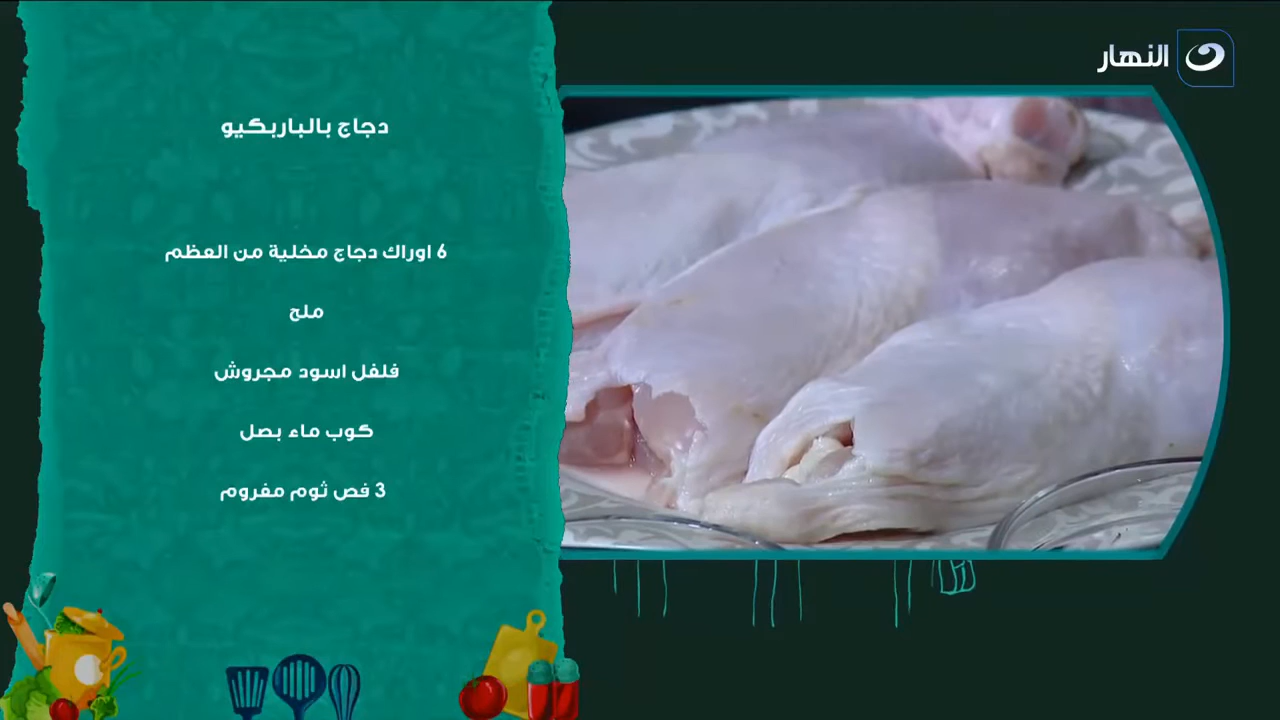 النهار
دجاج بالباربكيو
6 اوراك دجاج مخلية من العظم
ملح
فلفل اسود مجروش
كوب ماء بصل
3 فص ثوم مفروم